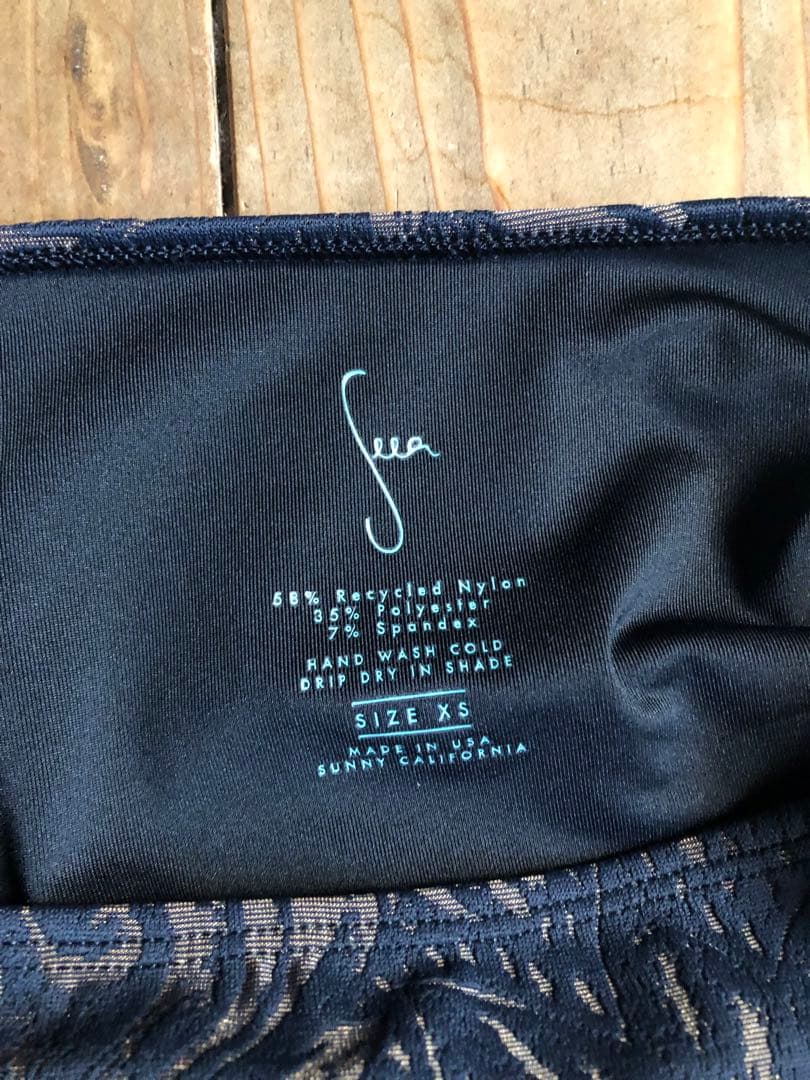 Seea
58% Recycled Nylon
35% Polyester
7% Spandex
HAND WASH COLD
DRIP DRY IN SHADE
SIZE XS
MADE IN USA
SUNNY CALIFORNIA